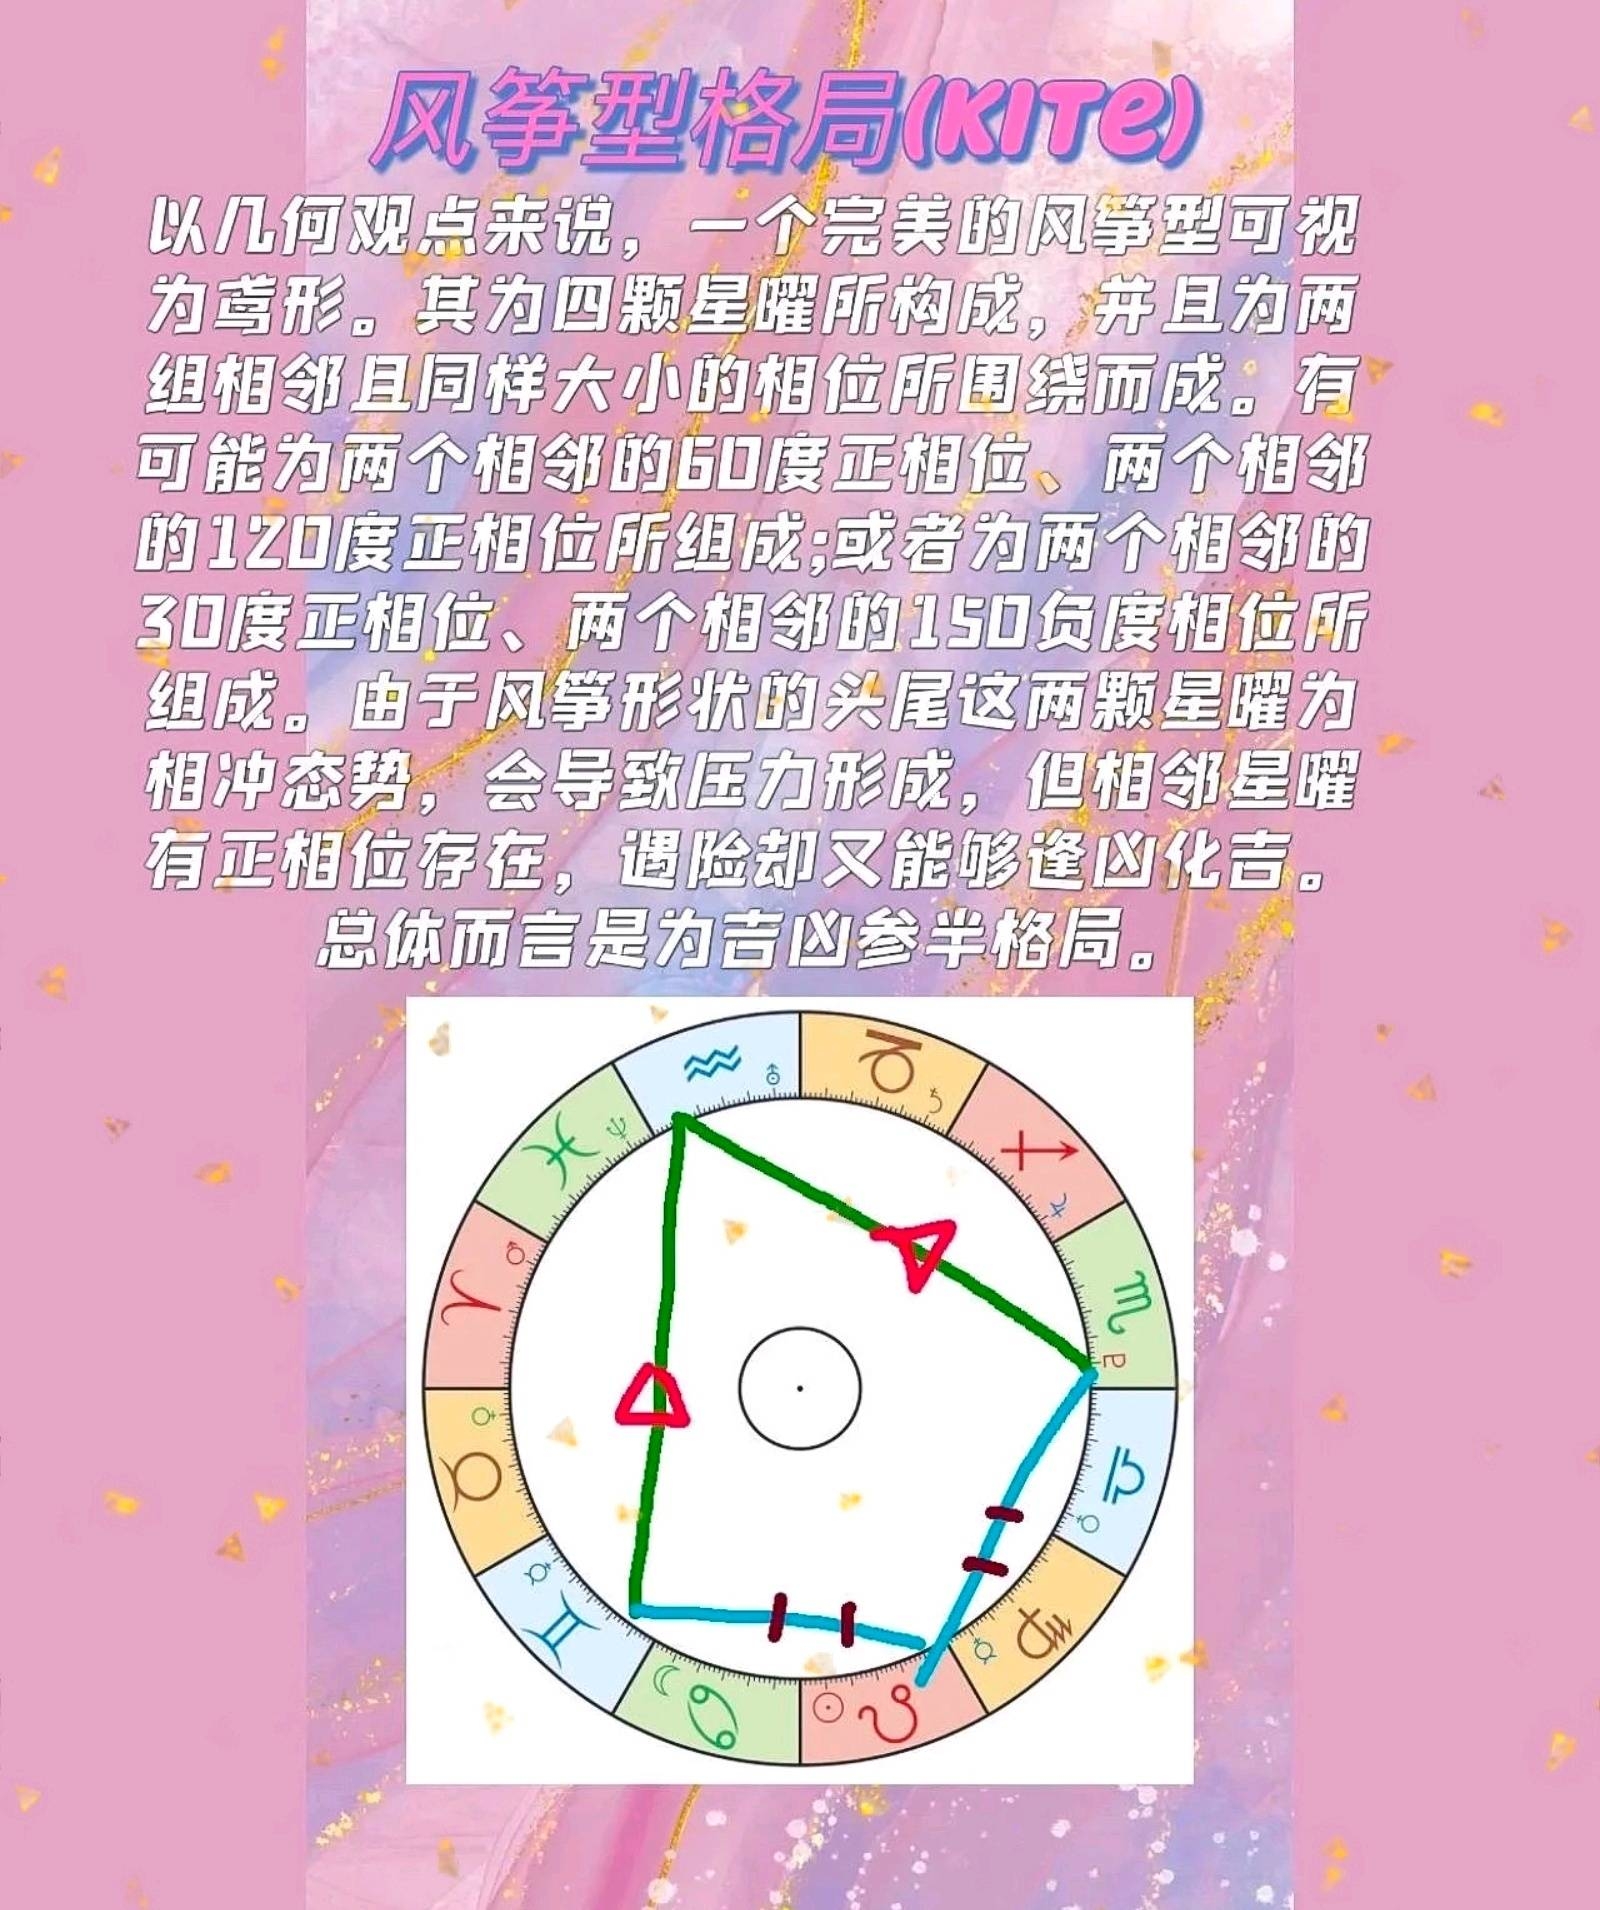 风筝型格局(KITE)
以几何观点来说，一个完美的风筝型可视
为鸢形。其为四颗星曜所构成，并且为两
组相邻且同样大小的相位所围绕而成。有
可能为两个相邻的60度正相位、两个相邻
的120度正相位所组成;或者为两个相邻的
30度正相位、两个相邻的150负度相位所
组成。由于风筝形状的头尾这两颗星曜为
相冲态势，会导致压力形成，但相邻星曜
有正相位存在，遇险却又能够逢凶化吉。
总体而言是为吉凶参半格局。